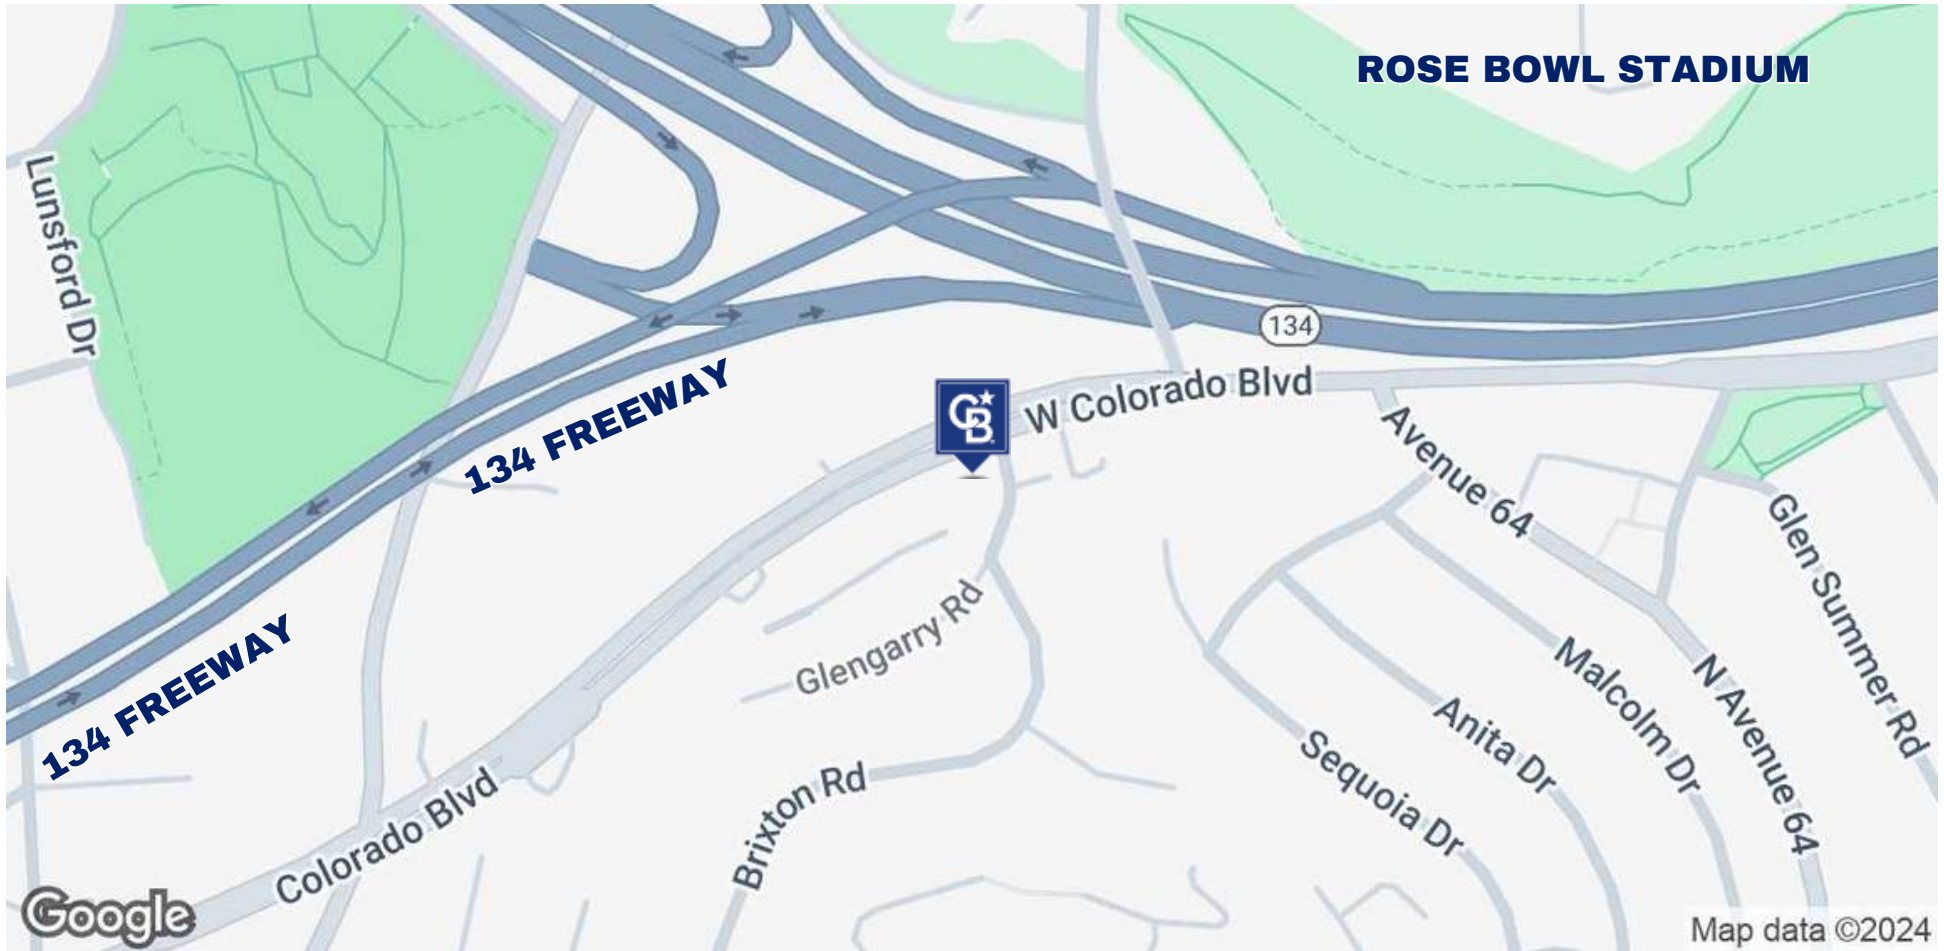 ROSE BOWL STADIUM
Lunsford Dr
134
134 FREEWAY
W Colorado Blvd
CB
Avenue 64
Glen Summer Rd
Glengarry Rd
134 FREEWAY
Malcolm Dr
N Avenue 64
Anita Dr
Sequoia Dr
Brixton Rd
Colorado Blvd
Google
Map data ©2024